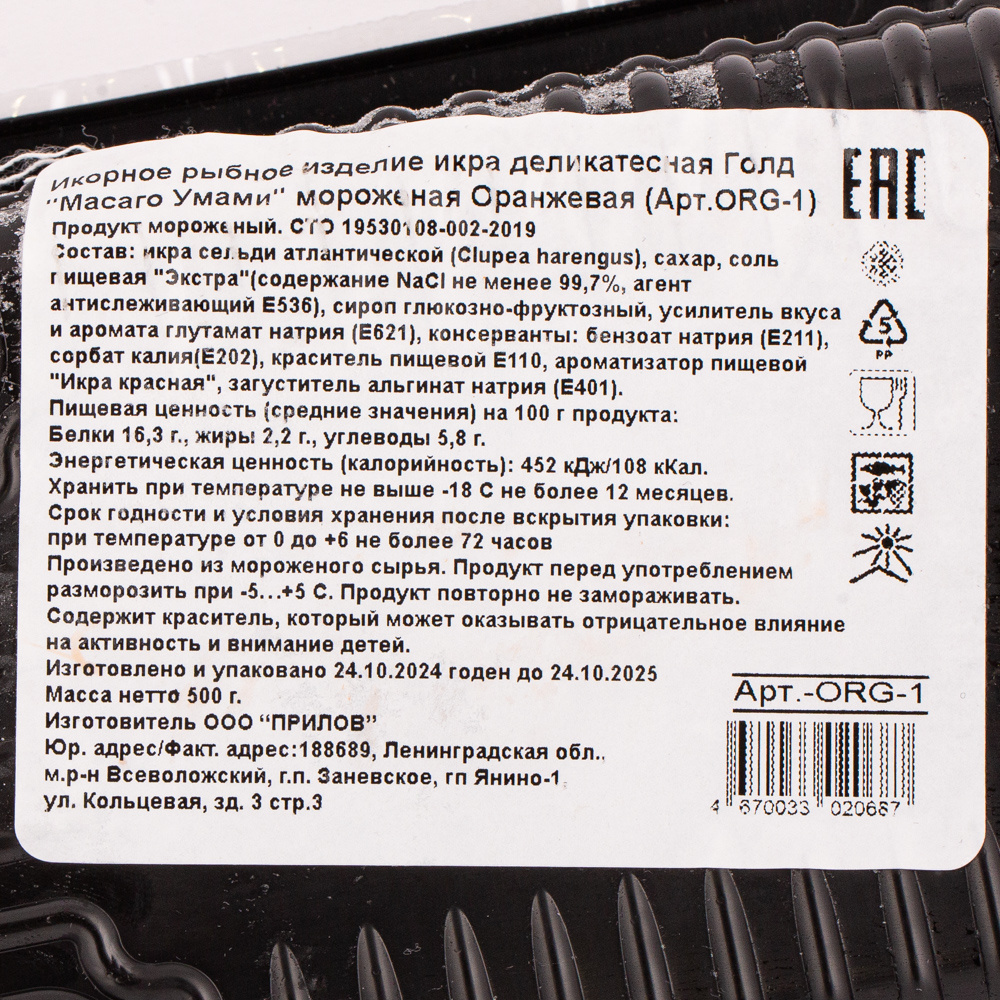 Икорное рыбное изделие икра деликатесная Голд
"Масаго Умами" мороженая Оранжевая (Арт.ORG-1)
Продукт мороженый. СТО 19530108-002-2019
Состав: икра сельди атлантической (Clupea harengus), сахар, соль
пищевая "Экстра"(содержание NaCl не менее 99,7%, агент
антислеживающий Е536), сироп глюкозно-фруктозный, усилитель вкуса
и аромата глутамат натрия (Е621), консерванты: бензоат натрия (Е211),
сорбат калия(Е202), краситель пищевой Е110, ароматизатор пищевой
"Икра красная", загуститель альгинат натрия (Е401).
Пищевая ценность (средние значения) на 100 г продукта:
Белки 16,3 г., жиры 2,2 г., углеводы 5,8 г.
Энергетическая ценность (калорийность): 452 кДж/108 кКал.
Хранить при температуре не выше -18 С не более 12 месяцев.
Срок годности и условия хранения после вскрытия упаковки:
при температуре от 0 до +6 не более 72 часов
Произведено из мороженого сырья. Продукт перед употреблением
разморозить при -5...+5 С. Продукт повторно не замораживать.
Содержит краситель, который может оказывать отрицательное влияние
на активность и внимание детей.
Изготовлено и упаковано 24.10.2024 годен до 24.10.2025
Масса нетто 500 г.
Изготовитель ООО “ПРИЛОВ”
Юр. адрес/Факт. адрес:188689, Ленинградская обл..
м.р-н Всеволожский, г.п. Заневское, гп Янино-1,
ул. Кольцевая, зд. 3 стр.3
EAC
5
PP
Арт.-ORG-1
4 670033 020687